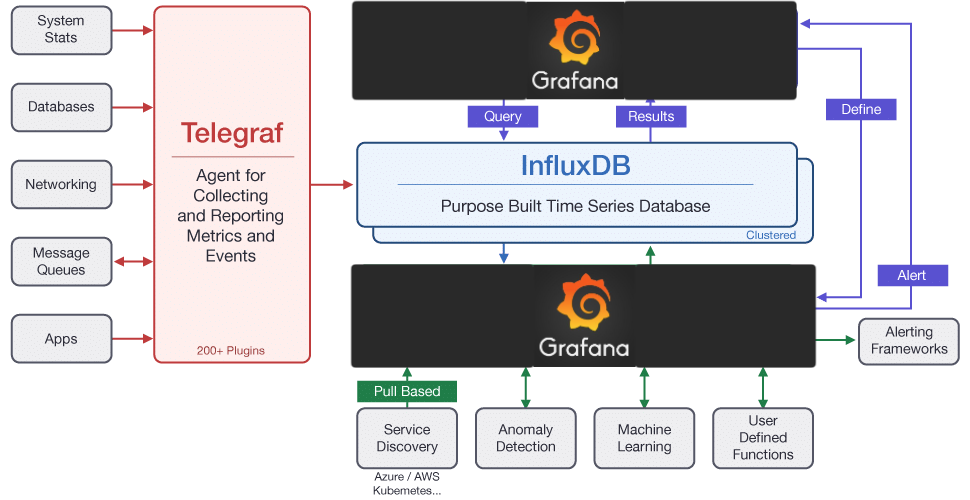 System
Stats
Databases
Networking
Message
Queues
Apps
Telegraf
Agent for
Collecting
and Reporting
Metrics and
Events
200+ Plugins
Grafana
Query
Results
Define
InfluxDB
Purpose Built Time Series Database
Clustered
Alert
Grafana
Alerting
Frameworks
Pull Based
Service
Discovery
Azure / AWS
Kubernetes...
Anomaly
Detection
Machine
Learning
User
Defined
Functions